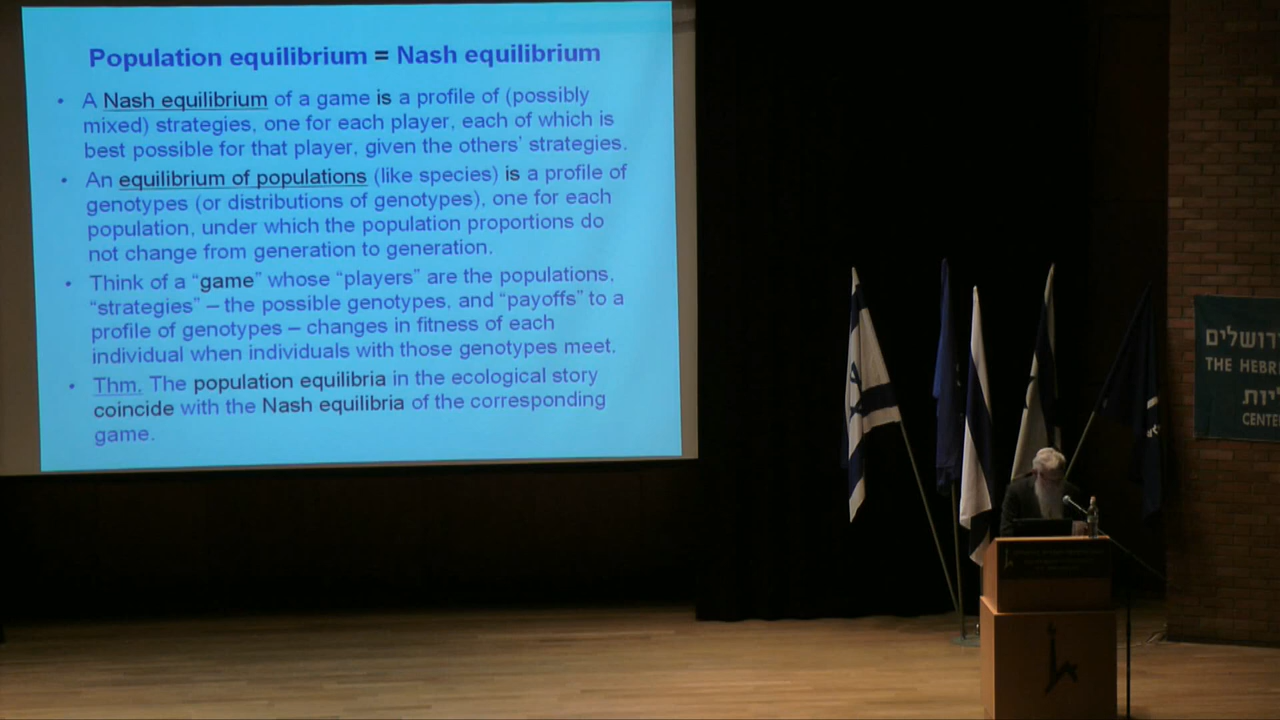 Population equilibrium = Nash equilibrium
• A Nash equilibrium of a game is a profile of (possibly
mixed) strategies, one for each player, each of which is
best possible for that player, given the others' strategies.
• An equilibrium of populations (like species) is a profile of
genotypes (or distributions of genotypes), one for each
population, under which the population proportions do
not change from generation to generation.
• Think of a “game” whose “players” are the populations,
“strategies” – the possible genotypes, and “payoffs” to a
profile of genotypes – changes in fitness of each
individual when individuals with those genotypes meet.
• Thm. The population equilibria in the ecological story
coincide with the Nash equilibria of the corresponding
game.
ירושלים
THE HEBR
יות
CENTE